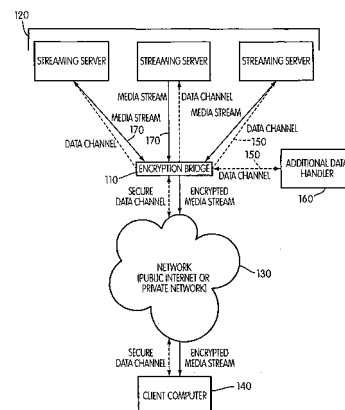 120
STREAMING SERVER
STREAMING SERVER
STREAMING SERVER
MEDIA STREAM
DATA CHANNEL
MEDIA STREAM
MEDIA STREAM
170
DATA CHANNEL
170
DATA CHANNEL
150
150
110
ENCRYPTION BRIDGE
DATA CHANNEL
ADDITIONAL DATA
HANDLER
160
SECURE
DATA CHANNEL
ENCRYPTED
MEDIA STREAM
NETWORK
(PUBLIC INTERNET OR
PRIVATE NETWORK)
130
SECURE
DATA CHANNEL
ENCRYPTED
MEDIA STREAM
CLIENT COMPUTER
140